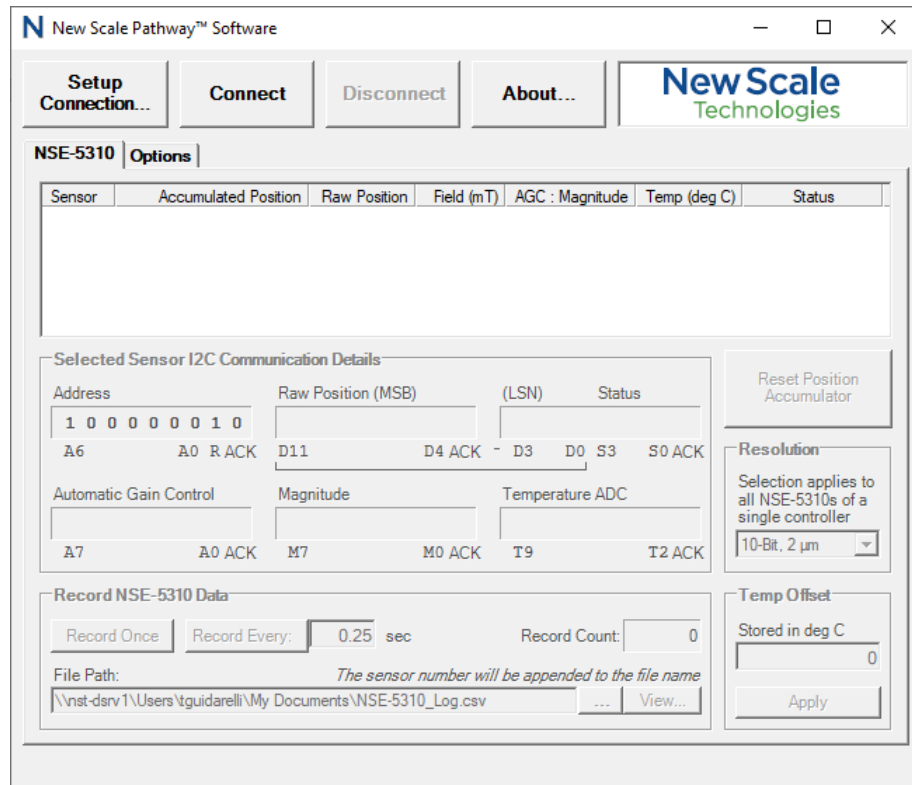 New Scale Pathway™ Software
Setup Connection... Connect Disconnect About... New Scale Technologies
NSE-5310 Options
Sensor Accumulated Position Raw Position Field (mT) AGC : Magnitude Temp (deg C) Status
Selected Sensor I2C Communication Details
Address Raw Position (MSB) (LSN) Status
1 0 0 0 0 0 1 0
A6 A0 R ACK D11 D4 ACK - D3 D0 S3 S0 ACK
Automatic Gain Control Magnitude Temperature ADC
A7 A0 ACK M7 M0 ACK T9 T2 ACK
Reset Position
Accumulator
Resolution
Selection applies to
all NSE-5310s of a
single controller
10-Bit, 2 µm
Record NSE-5310 Data
Record Once Record Every: 0.25 sec Record Count: 0
File Path: The sensor number will be appended to the file name
\\nst-dsrv1\Users\tguidarelli\My Documents\NSE-5310_Log.csv ... View...
Temp Offset
Stored in deg C
0
Apply